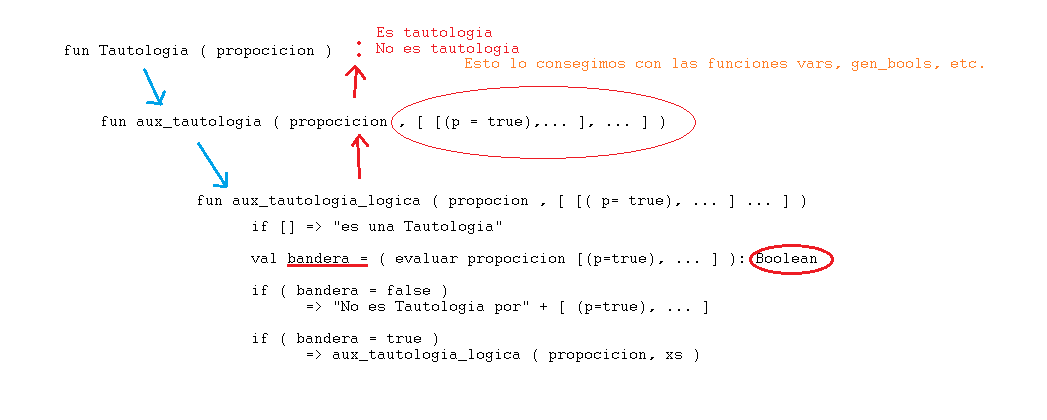 Es tautologia
fun Tautologia ( propocicion ) :
No es tautologia
Esto lo consegimos con las funciones vars, gen_bools, etc.
fun aux_tautologia ( propocicion , [ [(p = true),... ], ... ] )
fun aux_tautologia_logica ( propocion , [ [( p= true), ... ] ... ] )
if [] => "es una Tautologia"
val bandera = ( evaluar propocicion [(p=true), ... ] ): Boolean
if ( bandera = false )
=> "No es Tautologia por" + [ (p=true), ... ]
if ( bandera = true )
=> aux_tautologia_logica ( propocicion, xs )